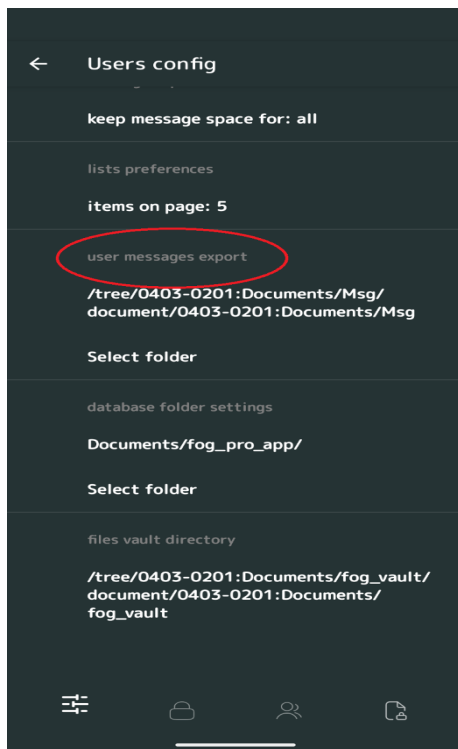 Users config
keep message space for: all
lists preferences
items on page: 5
user messages export
/tree/0403-0201:Documents/Msg/
document/0403-0201:Documents/Msg
Select folder
database folder settings
Documents/fog_pro_app/
Select folder
files vault directory
/tree/0403-0201:Documents/fog_vault/
document/0403-0201:Documents/
fog_vault